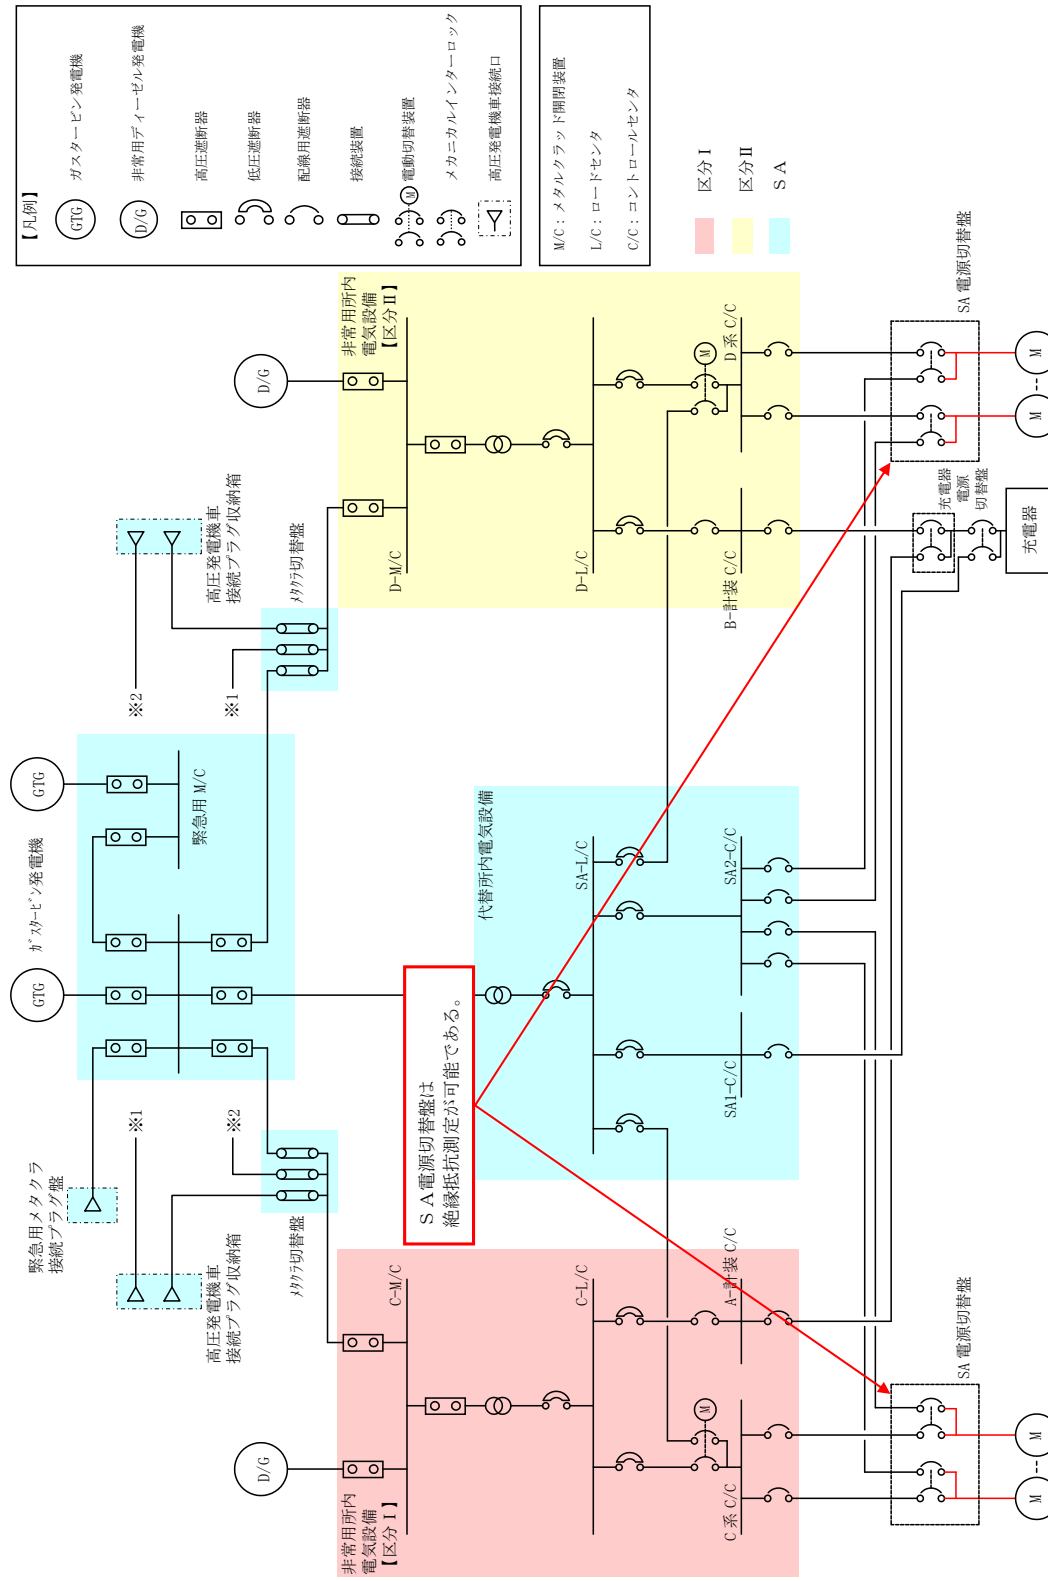 【凡例】
GTG
ガスタービン発電機
D/G
非常用ディーゼル発電機
高圧遮断器
低圧遮断器
配線用遮断器
接続装置
M
電動切替装置
メカニカルインターロック
高圧発電機車接続口
M/C：メタルクラッド開閉装置
L/C：ロードセンタ
C/C：コントロールセンタ
区分Ⅰ
区分Ⅱ
ＳＡ
緊急用メタクラ
接続プラグ盤
GTG
ｶﾞｽﾀｰﾋﾞﾝ発電機
GTG
緊急用 M/C
※1
※2
高圧発電機車
接続プラグ収納箱
ﾒﾀｸﾗ切替盤
※2
※1
高圧発電機車
接続プラグ収納箱
ﾒﾀｸﾗ切替盤
D/G
非常用所内
電気設備
【区分Ⅰ】
C-M/C
C-L/C
M
C 系 C/C
A-計装 C/C
ＳＡ電源切替盤は
絶縁抵抗測定が可能である。
代替所内電気設備
SA-L/C
SA1-C/C
SA2-C/C
D/G
非常用所内
電気設備
【区分Ⅱ】
D-M/C
D-L/C
M
B-計装 C/C
D 系 C/C
SA 電源切替盤
M
M
充電器
電源
切替盤
充電器
SA 電源切替盤
M
M